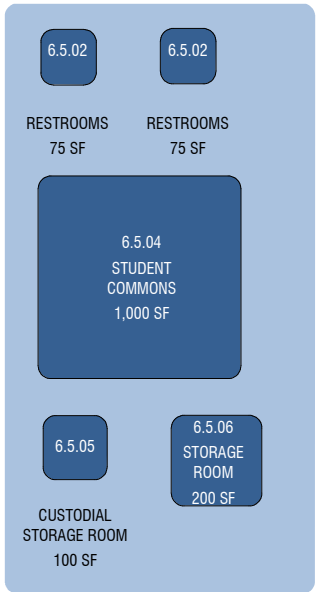 6.5.02
6.5.02
RESTROOMS
75 SF
RESTROOMS
75 SF
6.5.04
STUDENT
COMMONS
1,000 SF
6.5.05
CUSTODIAL
STORAGE ROOM
100 SF
6.5.06
STORAGE
ROOM
200 SF